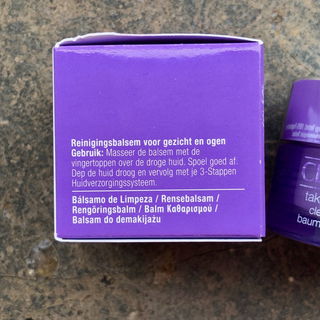 Reinigingsbalsem voor gezicht en ogen
Gebruik: Masseer de balsem met de
vingertoppen over de droge huid. Spoel goed af.
Dep de huid droog en vervolg met je 3-Stappen
Huidverzorgingssysteem.
Bálsamo de Limpeza / Rensebalsam /
Rengöringsbalm / Balm Καθαρισμού /
Balsam do demakijażu
tak
cle
baum